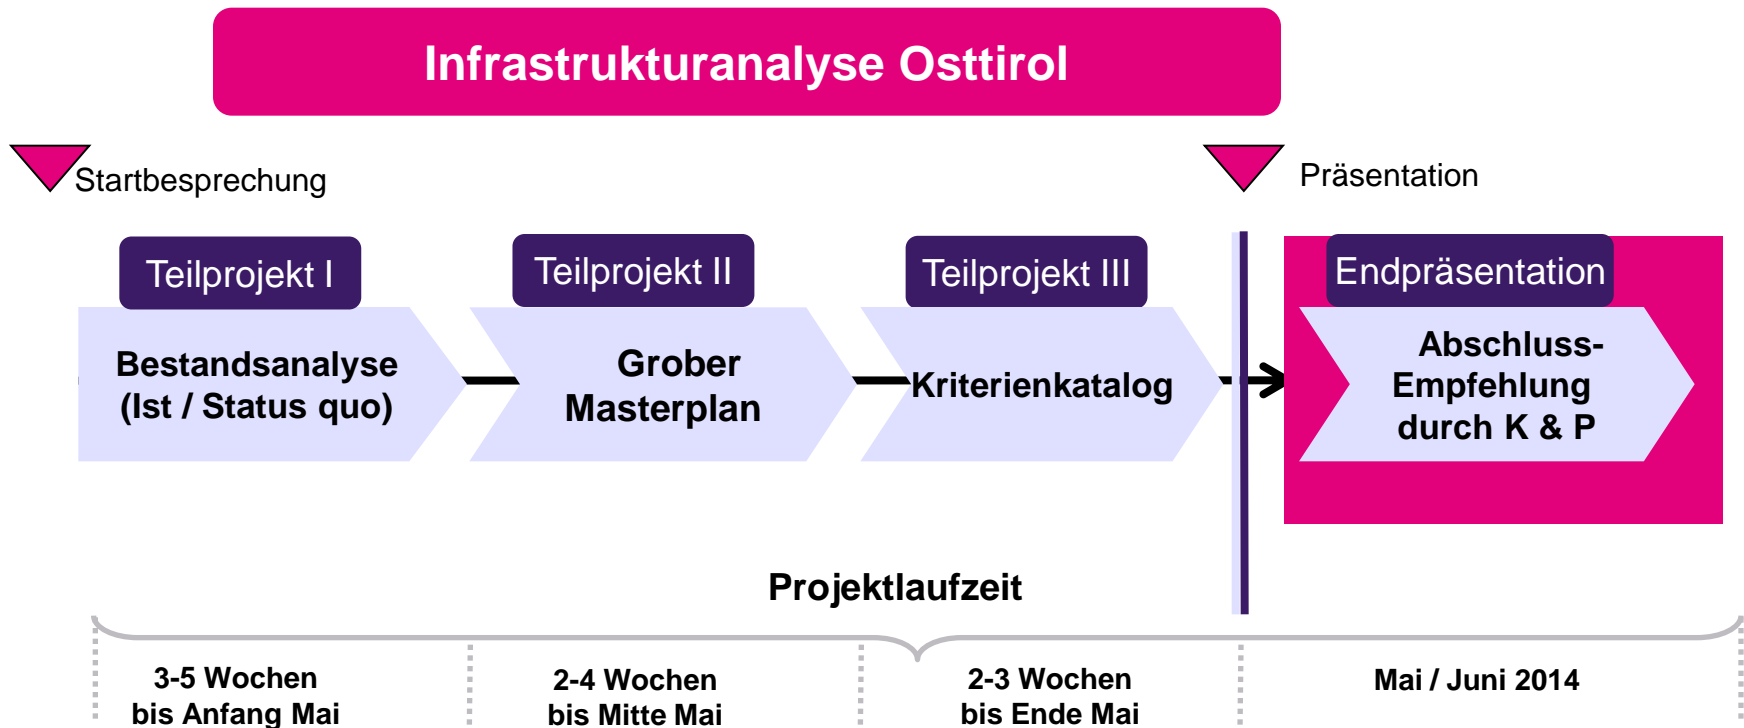 Infrastrukturanalyse Osttirol
Startbesprechung
Präsentation
Teilprojekt I
Teilprojekt II
Teilprojekt III
Endpräsentation
Bestandsanalyse
(Ist / Status quo)
Grober
Masterplan
Kriterienkatalog
Abschluss-
Empfehlung
durch K & P
Projektlaufzeit
3-5 Wochen
bis Anfang Mai
2-4 Wochen
bis Mitte Mai
2-3 Wochen
bis Ende Mai
Mai / Juni 2014